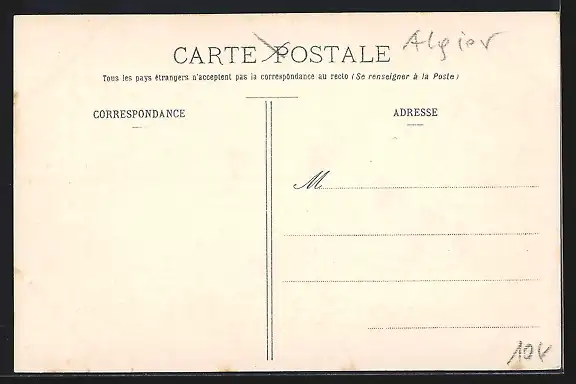 CARTE POSTALE
Algier
Tous les pays étrangers n'acceptent pas la correspondance au recto (Se renseigner à la Poste)
CORRESPONDANCE
ADRESSE
M